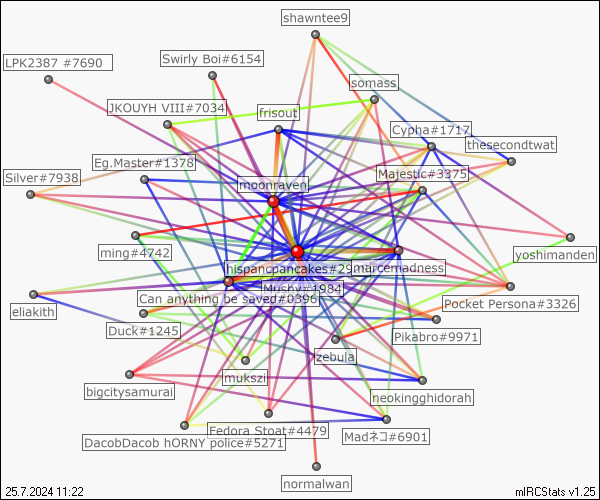 shawntee9
LPK2387 #7690
Swirly Boi#6154
somass
JKOUYH VIII#7034
frisout
Cypha#1717
thesecondtwat
Eg.Master#1378
Majestic#3375
Silver#7938
moonraven
ming#4742
yoshimanden
hispanopancakes#29
marcemadness
Mushy#1984
Can anything be saved#0396
Pocket Persona#3326
eliakith
Duck#1245
Pikabro#9971
zebula
mukszi
bigcitysamurai
neokingghidorah
Fedora Stoat#4479
Madネコ#6901
DacobDacob hORNY police#5271
normalwan
25.7.2024 11:22
mIRCStats v1.25